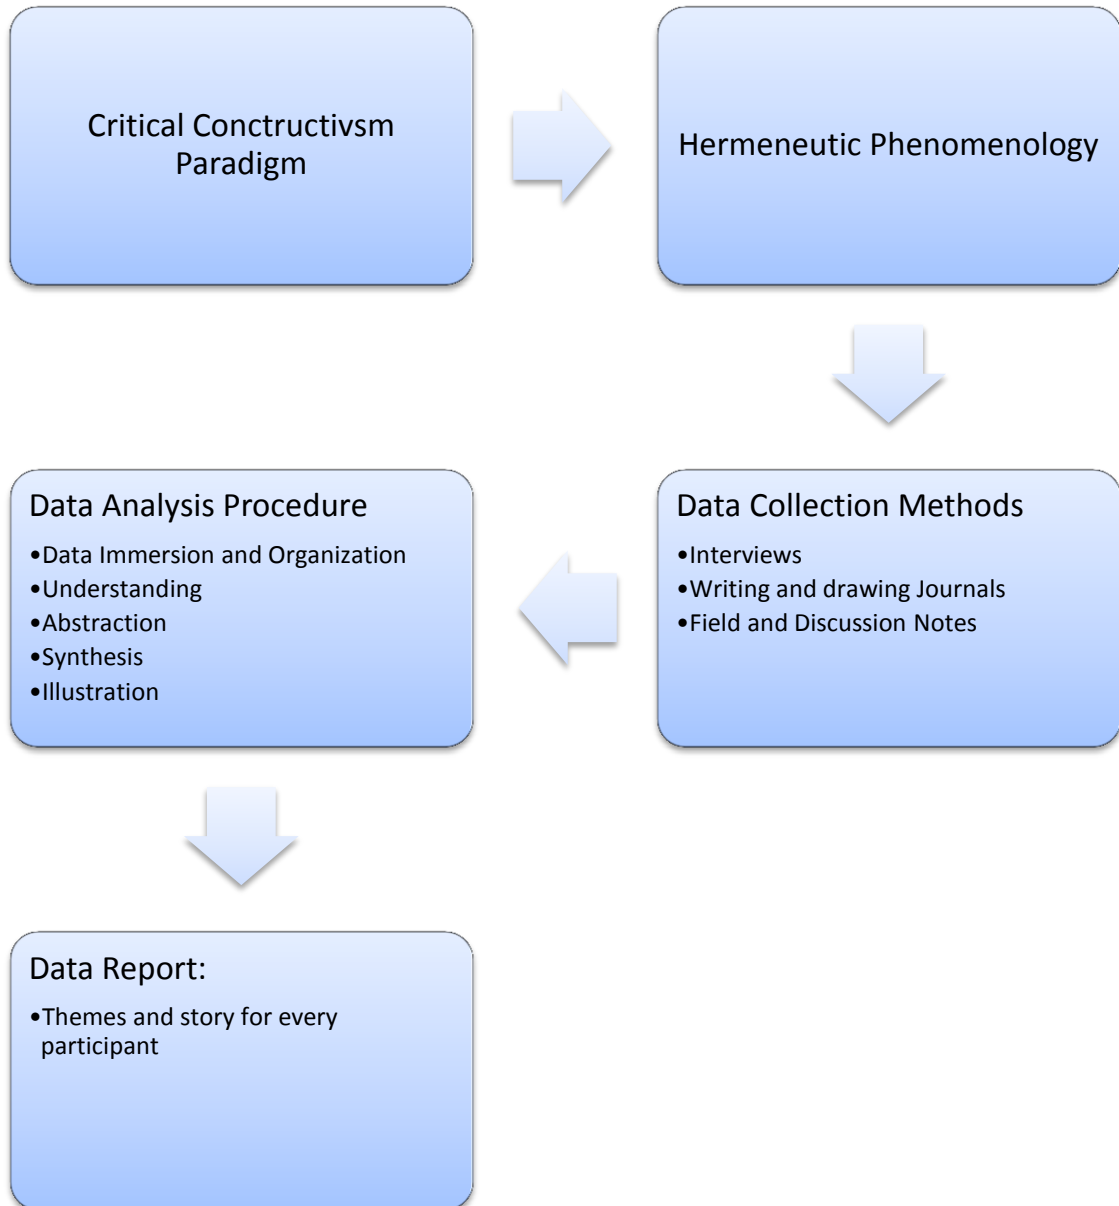 Critical Conctructivsm
Paradigm
Hermeneutic Phenomenology
Data Collection Methods
•Interviews
•Writing and drawing Journals
•Field and Discussion Notes
Data Analysis Procedure
•Data Immersion and Organization
•Understanding
•Abstraction
•Synthesis
•Illustration
Data Report:
•Themes and story for every
participant